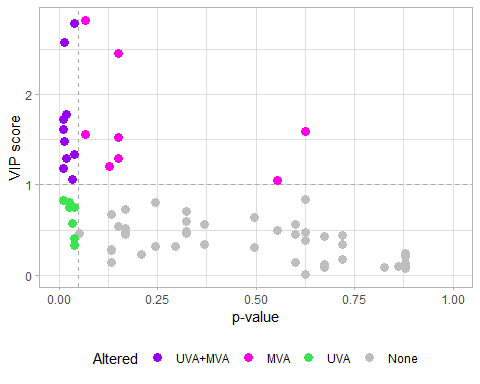 VIP score
2
1
0
0.00 0.25 0.50 0.75 1.00
p-value
Altered UVA+MVA MVA UVA None